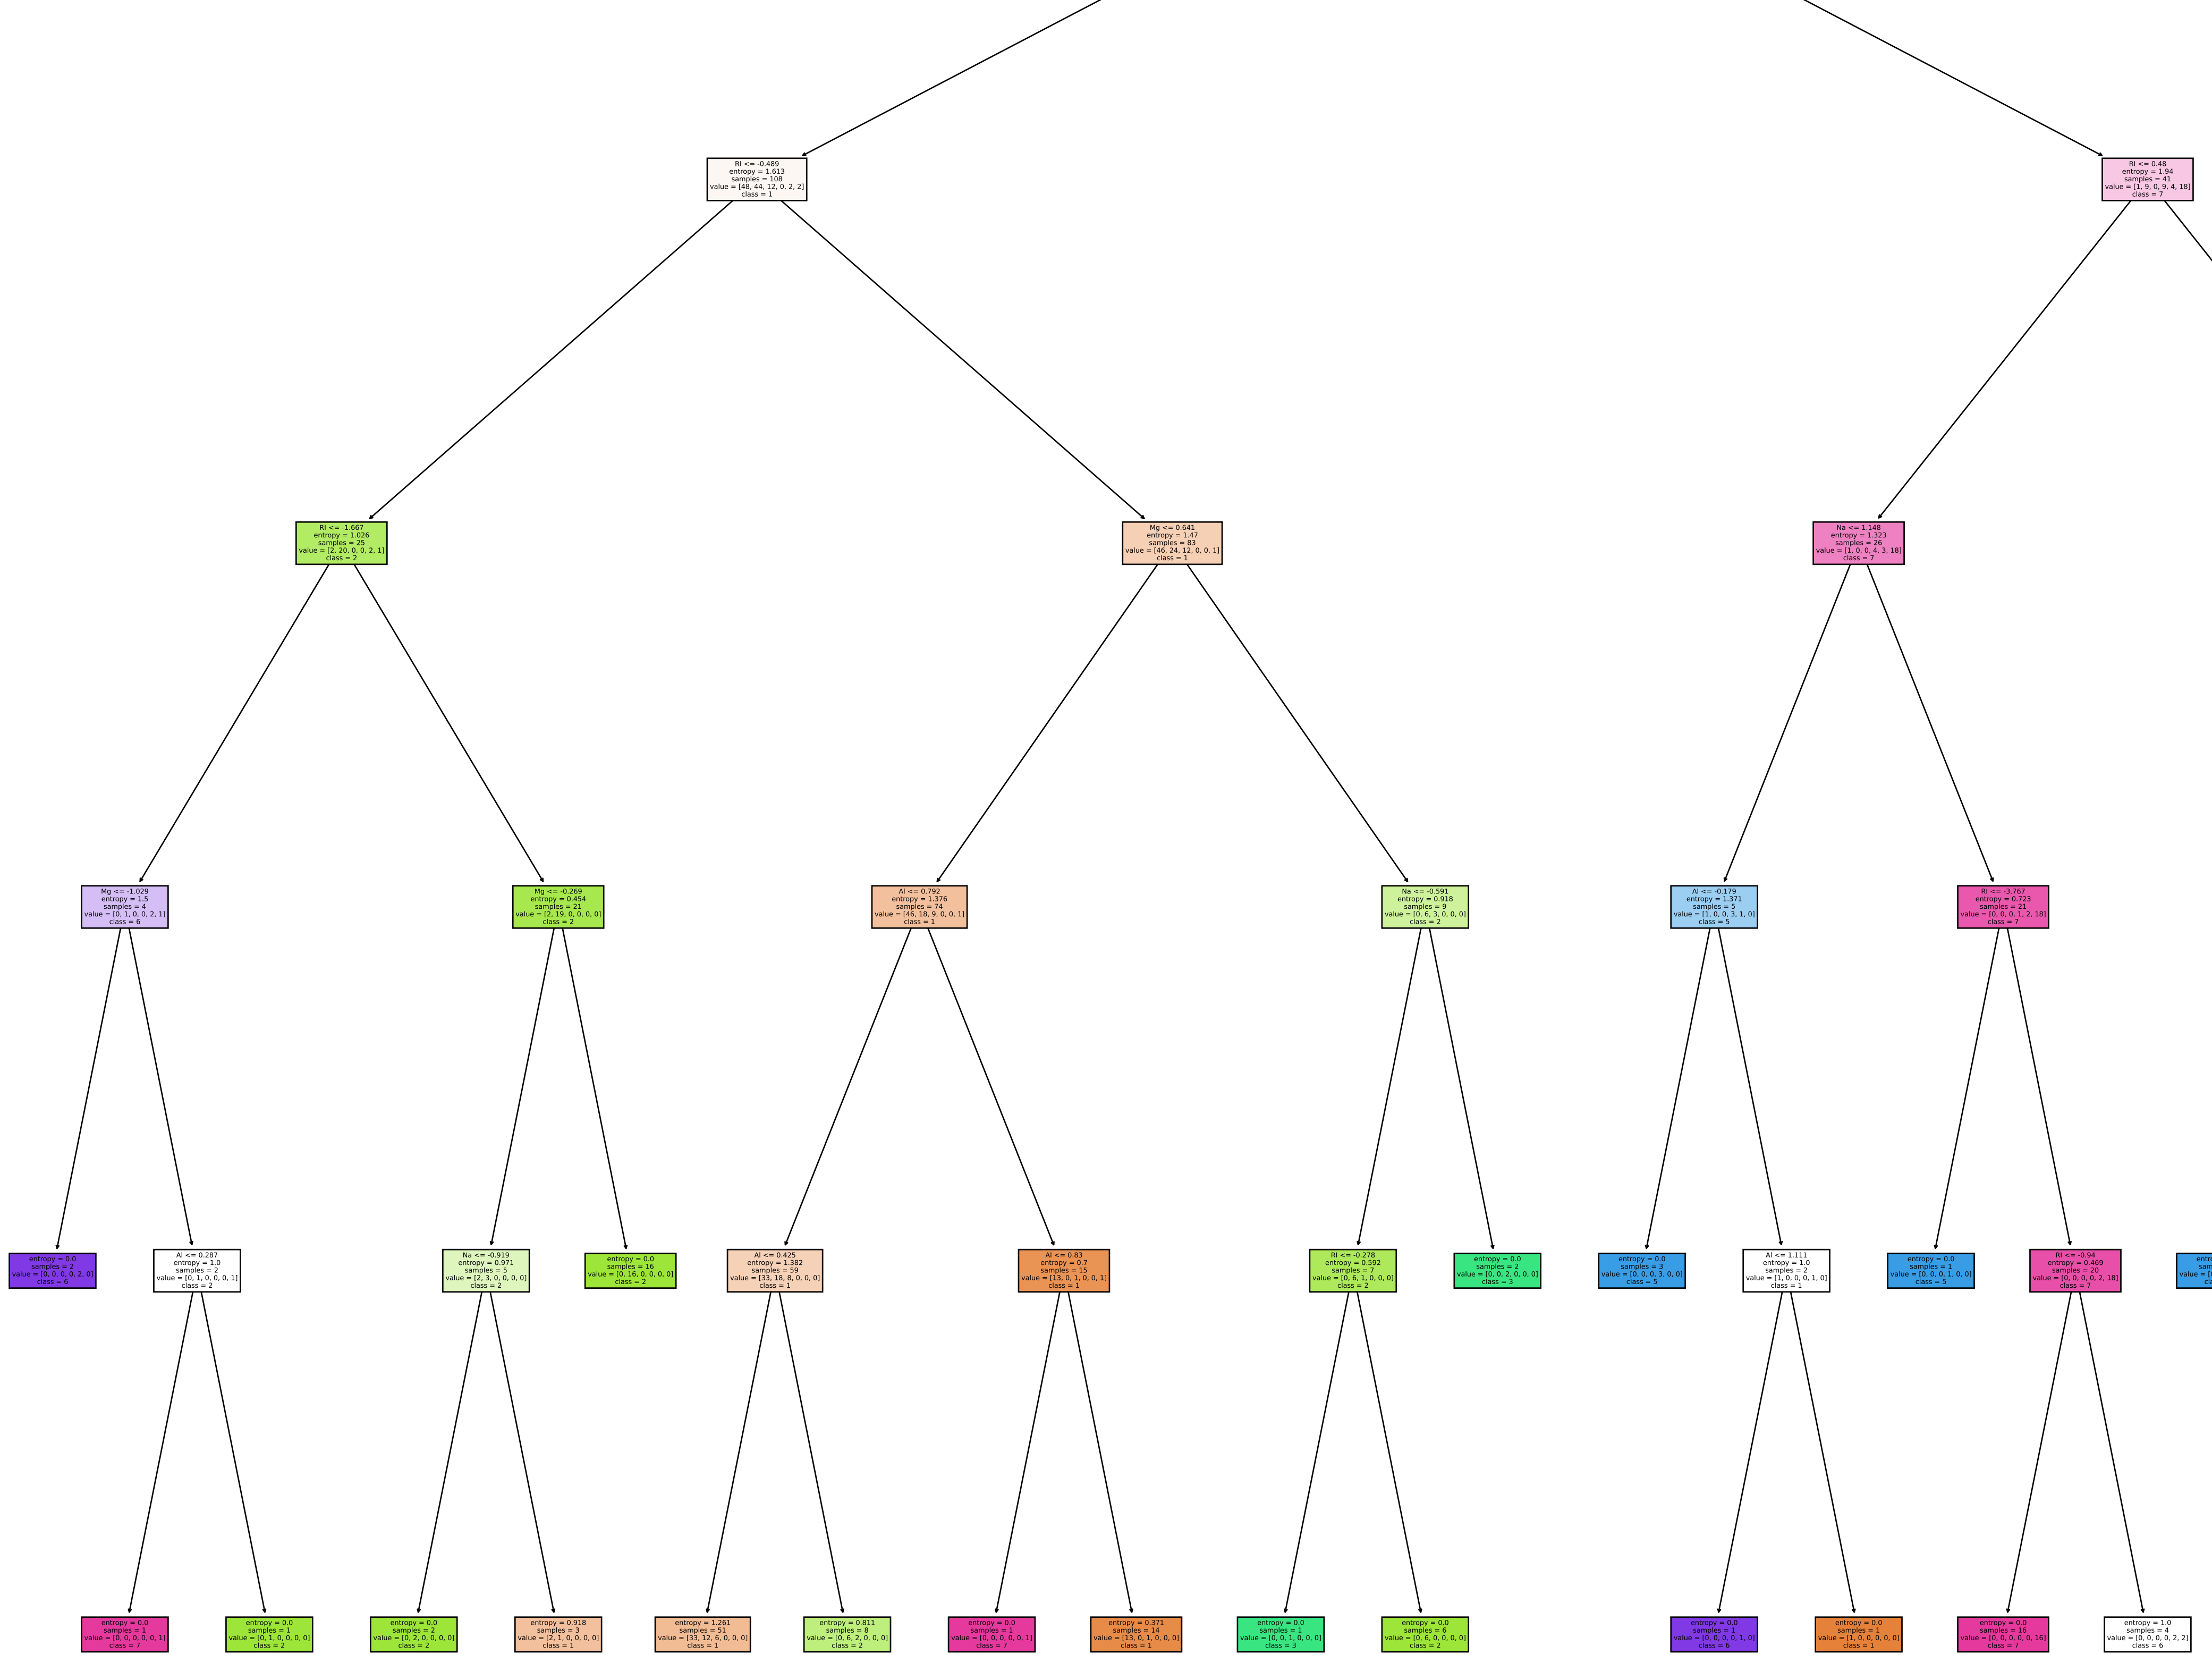 RI <= -0.489
entropy = 1.613
samples = 108
value = [48, 44, 12, 0, 2, 2]
class = 1
RI <= 0.48
entropy = 1.94
samples = 41
value = [1, 9, 0, 9, 4, 18]
class = 7
RI <= -1.667
entropy = 1.026
samples = 25
value = [2, 20, 0, 0, 2, 1]
class = 2
Mg <= 0.641
entropy = 1.47
samples = 83
value = [46, 24, 12, 0, 0, 1]
class = 1
Na <= 1.148
entropy = 1.323
samples = 26
value = [1, 0, 0, 4, 3, 18]
class = 7
Mg <= -1.029
entropy = 1.5
samples = 4
value = [0, 1, 0, 0, 2, 1]
class = 6
Mg <= -0.269
entropy = 0.454
samples = 21
value = [2, 19, 0, 0, 0, 0]
class = 2
Al <= 0.792
entropy = 1.376
samples = 74
value = [46, 18, 9, 0, 0, 1]
class = 1
Na <= -0.591
entropy = 0.918
samples = 9
value = [0, 6, 3, 0, 0, 0]
class = 2
Al <= -0.179
entropy = 1.371
samples = 5
value = [1, 0, 0, 3, 1, 0]
class = 5
RI <= -3.767
entropy = 0.723
samples = 21
value = [0, 0, 0, 1, 2, 18]
class = 7
entropy = 0.0
samples = 2
value = [0, 0, 0, 0, 2, 0]
class = 6
Al <= 0.287
entropy = 1.0
samples = 2
value = [0, 1, 0, 0, 0, 1]
class = 2
Na <= -0.919
entropy = 0.971
samples = 5
value = [2, 3, 0, 0, 0, 0]
class = 2
entropy = 0.0
samples = 16
value = [0, 16, 0, 0, 0, 0]
class = 2
Al <= 0.425
entropy = 1.382
samples = 59
value = [33, 18, 8, 0, 0, 0]
class = 1
Al <= 0.83
entropy = 0.7
samples = 15
value = [13, 0, 1, 0, 0, 1]
class = 1
RI <= -0.278
entropy = 0.592
samples = 7
value = [0, 6, 1, 0, 0, 0]
class = 2
entropy = 0.0
samples = 2
value = [0, 0, 2, 0, 0, 0]
class = 3
entropy = 0.0
samples = 3
value = [0, 0, 0, 3, 0, 0]
class = 5
Al <= 1.111
entropy = 1.0
samples = 2
value = [1, 0, 0, 0, 1, 0]
class = 1
entropy = 0.0
samples = 1
value = [0, 0, 0, 1, 0, 0]
class = 5
RI <= -0.94
entropy = 0.469
samples = 20
value = [0, 0, 0, 0, 2, 18]
class = 7
entropy = 0.0
samples = 1
value = [0, 0, 0, 0, 0, 1]
class = 7
entropy = 0.0
samples = 1
value = [0, 1, 0, 0, 0, 0]
class = 2
entropy = 0.0
samples = 2
value = [0, 2, 0, 0, 0, 0]
class = 2
entropy = 0.918
samples = 3
value = [2, 1, 0, 0, 0, 0]
class = 1
entropy = 1.261
samples = 51
value = [33, 12, 6, 0, 0, 0]
class = 1
entropy = 0.811
samples = 8
value = [0, 6, 2, 0, 0, 0]
class = 2
entropy = 0.0
samples = 1
value = [0, 0, 0, 0, 0, 1]
class = 7
entropy = 0.371
samples = 14
value = [13, 0, 1, 0, 0, 0]
class = 1
entropy = 0.0
samples = 1
value = [0, 0, 1, 0, 0, 0]
class = 3
entropy = 0.0
samples = 6
value = [0, 6, 0, 0, 0, 0]
class = 2
entropy = 0.0
samples = 1
value = [0, 0, 0, 0, 1, 0]
class = 6
entropy = 0.0
samples = 1
value = [1, 0, 0, 0, 0, 0]
class = 1
entropy = 0.0
samples = 16
value = [0, 0, 0, 0, 0, 16]
class = 7
entropy = 1.0
samples = 4
value = [0, 0, 0, 0, 2, 2]
class = 6